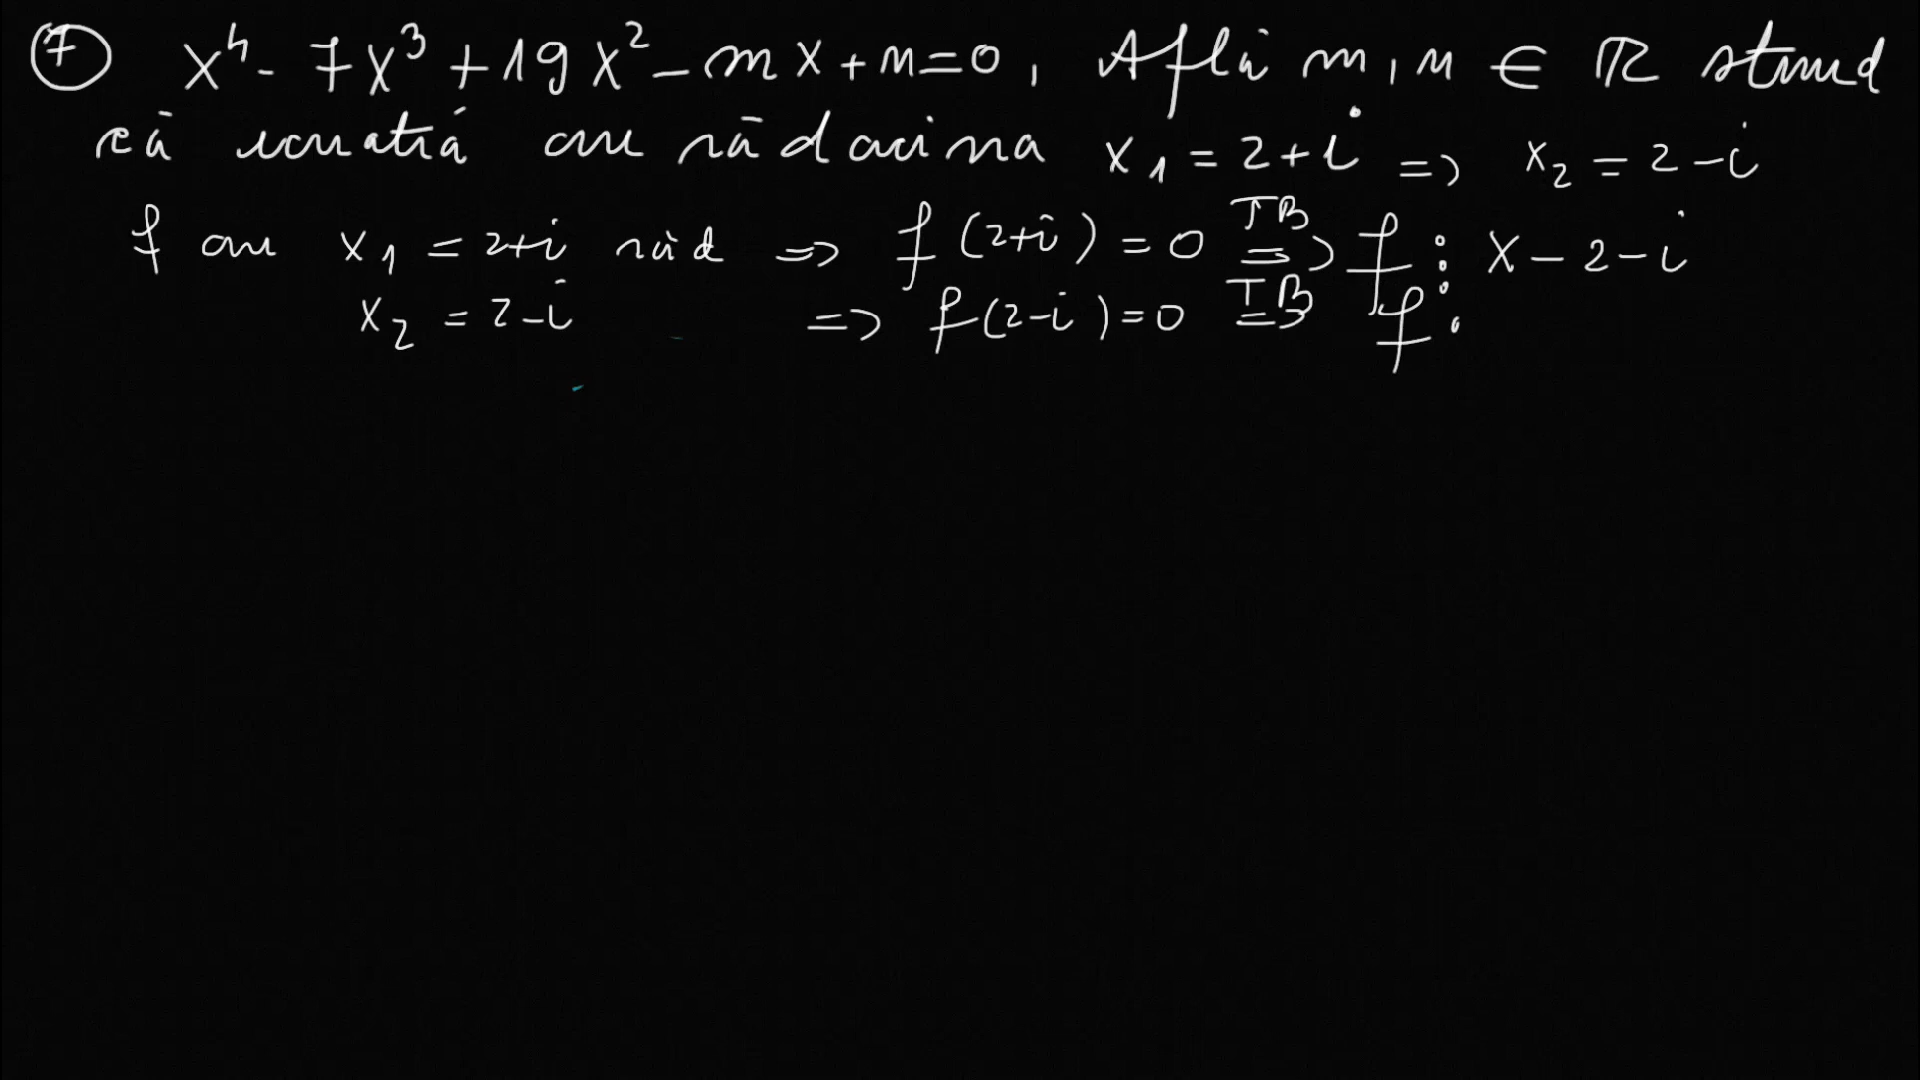 ⑦ x⁴ - 7x³ + 19x² - mx + n = 0, Află m, n ∈ ℝ știind
că ecuația are rădăcina x₁ = 2+i => x₂ = 2-i
f are x₁ = 2+i răd => f(2+i) = 0 TB=> f ⋮ X-2-i
x₂ = 2-i => f(2-i) = 0 TB=> f :